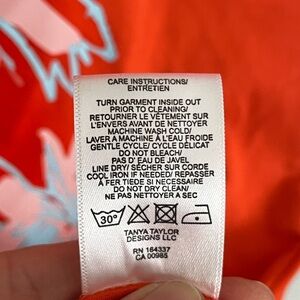 CARE INSTRUCTIONS/
ENTRETIEN
TURN GARMENT INSIDE OUT
PRIOR TO CLEANING/
RETOURNER LE VÊTEMENT SUR
L'ENVERS AVANT DE NETTOYER
MACHINE WASH COLD/
LAVER A MACHINE À L'EAU FROIDE
GENTLE CYCLE/ CYCLE DÉLICAT
DO NOT BLEACH/
PAS D' EAU DE JAVEL
LINE DRY/ SÉCHER SUR CORDE
COOL IRON IF NEEDED/ REPASSER
À FER TIEDE SI NECESSAIRE
DO NOT DRY CLEAN/
NE PAS NETTOYER A SEC
30°
TANYA TAYLOR
DESIGNS LLC
RN 164337
CA 00985